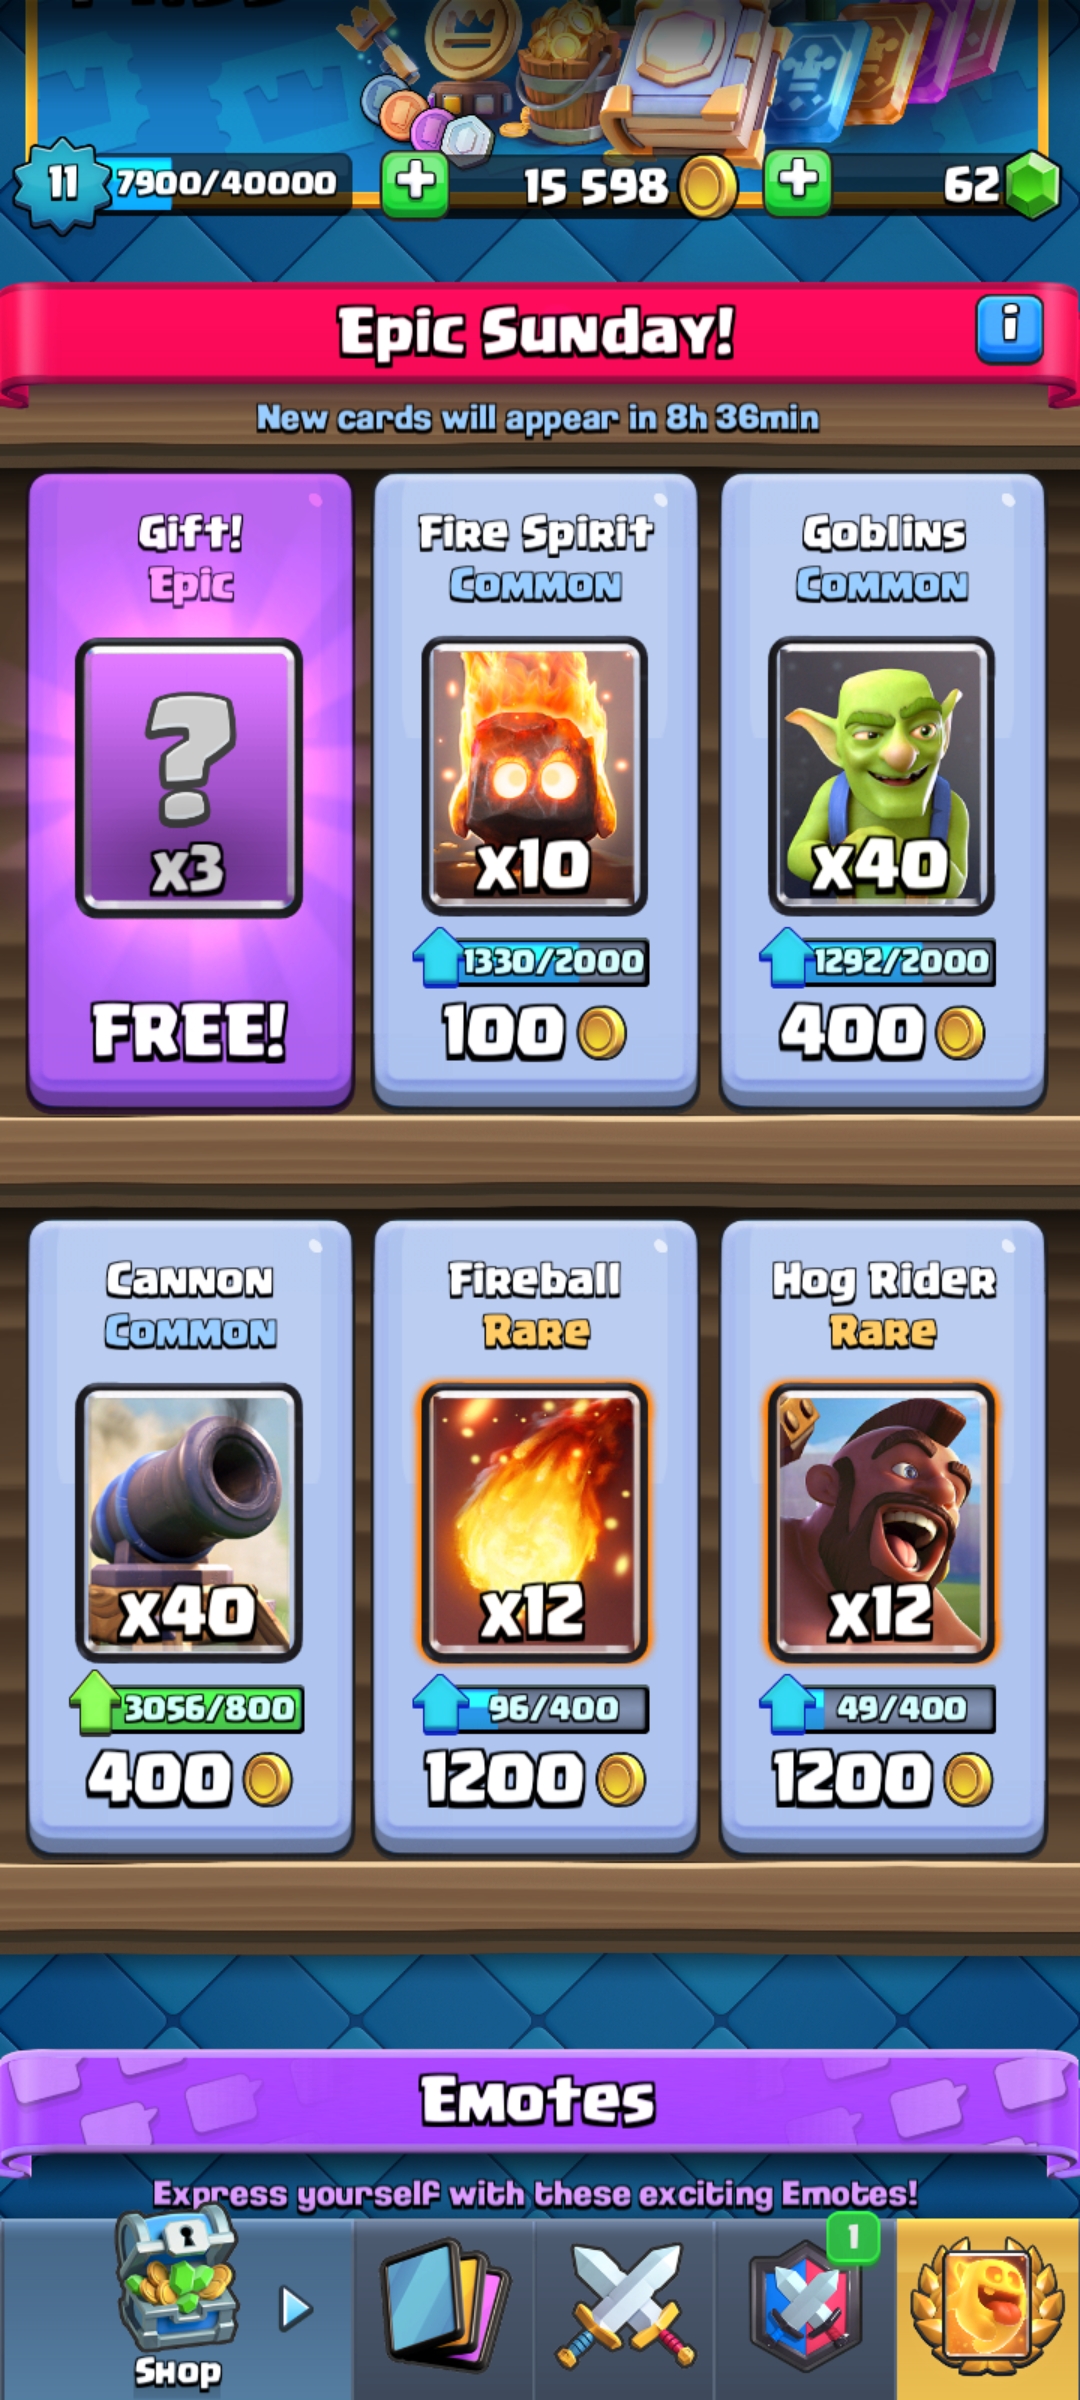 11
7900/40000
15 598
62
Epic Sunday!
i
New cards will appear in 8h 36min
Gift!
Epic
?
x3
FREE!
Fire Spirit
Common
x10
1330/2000
100
Goblins
Common
x40
1292/2000
400
Cannon
Common
x40
3056/800
400
Fireball
Rare
x12
96/400
1200
Hog Rider
Rare
x12
49/400
1200
Emotes
Express yourself with these exciting Emotes!
Shop
1